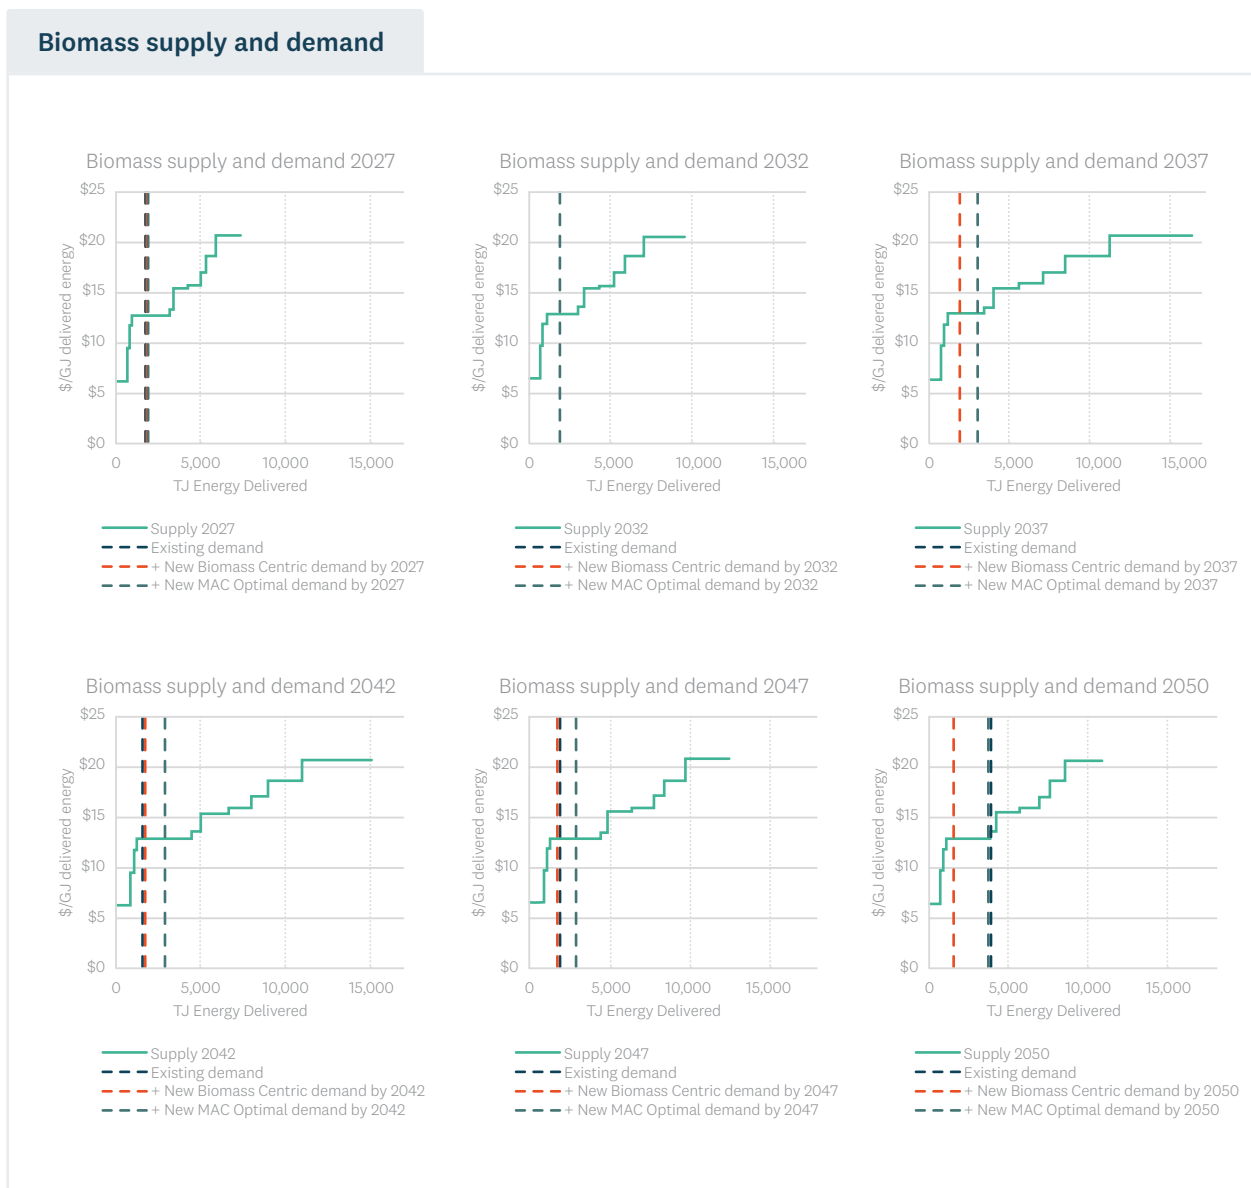 Biomass supply and demand
Biomass supply and demand 2027
$25
$20
$15
$10
$5
$0
$/GJ delivered energy
0 5,000 10,000 15,000
TJ Energy Delivered
Supply 2027
Existing demand
+ New Biomass Centric demand by 2027
+ New MAC Optimal demand by 2027
Biomass supply and demand 2032
$25
$20
$15
$10
$5
$0
$/GJ delivered energy
0 5,000 10,000 15,000
TJ Energy Delivered
Supply 2032
Existing demand
+ New Biomass Centric demand by 2032
+ New MAC Optimal demand by 2032
Biomass supply and demand 2037
$25
$20
$15
$10
$5
$0
$/GJ delivered energy
0 5,000 10,000 15,000
TJ Energy Delivered
Supply 2037
Existing demand
+ New Biomass Centric demand by 2037
+ New MAC Optimal demand by 2037
Biomass supply and demand 2042
$25
$20
$15
$10
$5
$0
$/GJ delivered energy
0 5,000 10,000 15,000
TJ Energy Delivered
Supply 2042
Existing demand
+ New Biomass Centric demand by 2042
+ New MAC Optimal demand by 2042
Biomass supply and demand 2047
$25
$20
$15
$10
$5
$0
$/GJ delivered energy
0 5,000 10,000 15,000
TJ Energy Delivered
Supply 2047
Existing demand
+ New Biomass Centric demand by 2047
+ New MAC Optimal demand by 2047
Biomass supply and demand 2050
$25
$20
$15
$10
$5
$0
$/GJ delivered energy
0 5,000 10,000 15,000
TJ Energy Delivered
Supply 2050
Existing demand
+ New Biomass Centric demand by 2050
+ New MAC Optimal demand by 2050